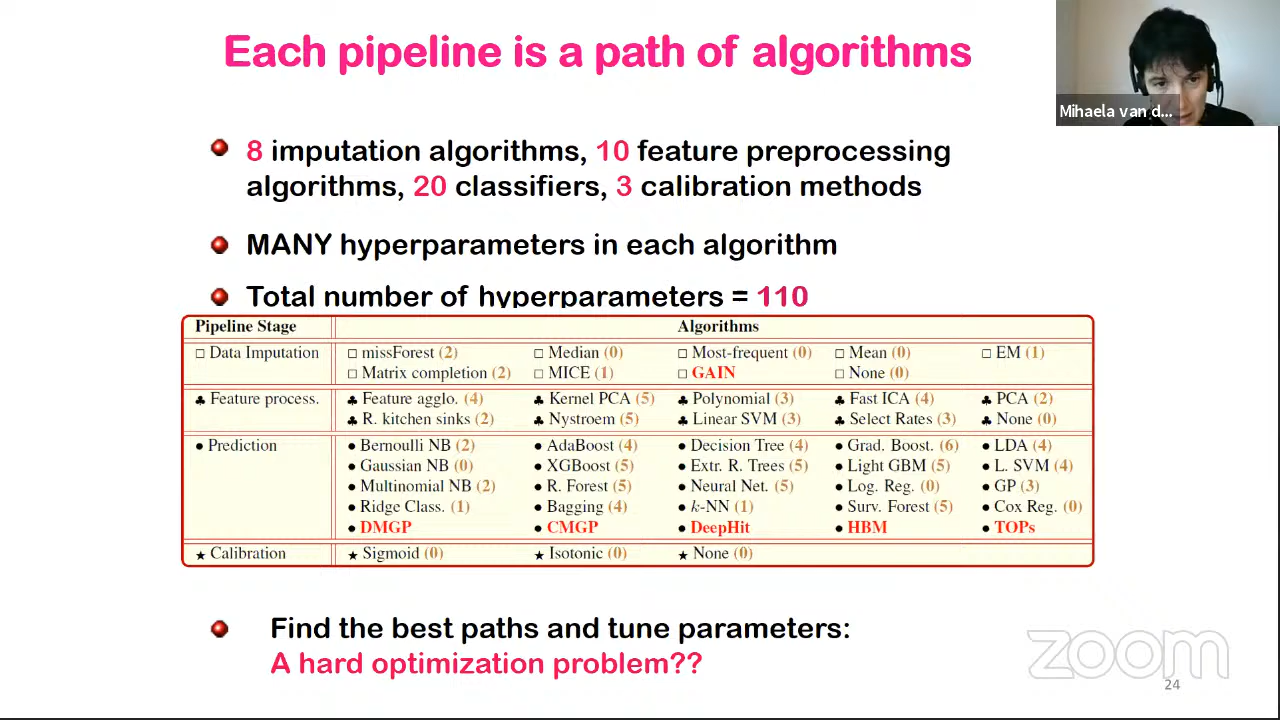 Each pipeline is a path of algorithms
Mihaela van d...
8 imputation algorithms, 10 feature preprocessing
algorithms, 20 classifiers, 3 calibration methods
MANY hyperparameters in each algorithm
Total number of hyperparameters = 110
Pipeline Stage Algorithms
□ Data Imputation □ missForest (2) □ Median (0) □ Most-frequent (0) □ Mean (0) □ EM (1)
□ Matrix completion (2) □ MICE (1) □ GAIN □ None (0)
♣ Feature process. ♣ Feature agglo. (4) ♣ Kernel PCA (5) ♣ Polynomial (3) ♣ Fast ICA (4) ♣ PCA (2)
♣ R. kitchen sinks (2) ♣ Nystroem (5) ♣ Linear SVM (3) ♣ Select Rates (3) ♣ None (0)
• Prediction • Bernoulli NB (2) • AdaBoost (4) • Decision Tree (4) • Grad. Boost. (6) • LDA (4)
• Gaussian NB (0) • XGBoost (5) • Extr. R. Trees (5) • Light GBM (5) • L. SVM (4)
• Multinomial NB (2) • R. Forest (5) • Neural Net. (5) • Log. Reg. (0) • GP (3)
• Ridge Class. (1) • Bagging (4) • k-NN (1) • Surv. Forest (5) • Cox Reg. (0)
• DMGP • CMGP • DeepHit • HBM • TOPs
★ Calibration ★ Sigmoid (0) ★ Isotonic (0) ★ None (0)
Find the best paths and tune parameters:
A hard optimization problem??
zoom
24